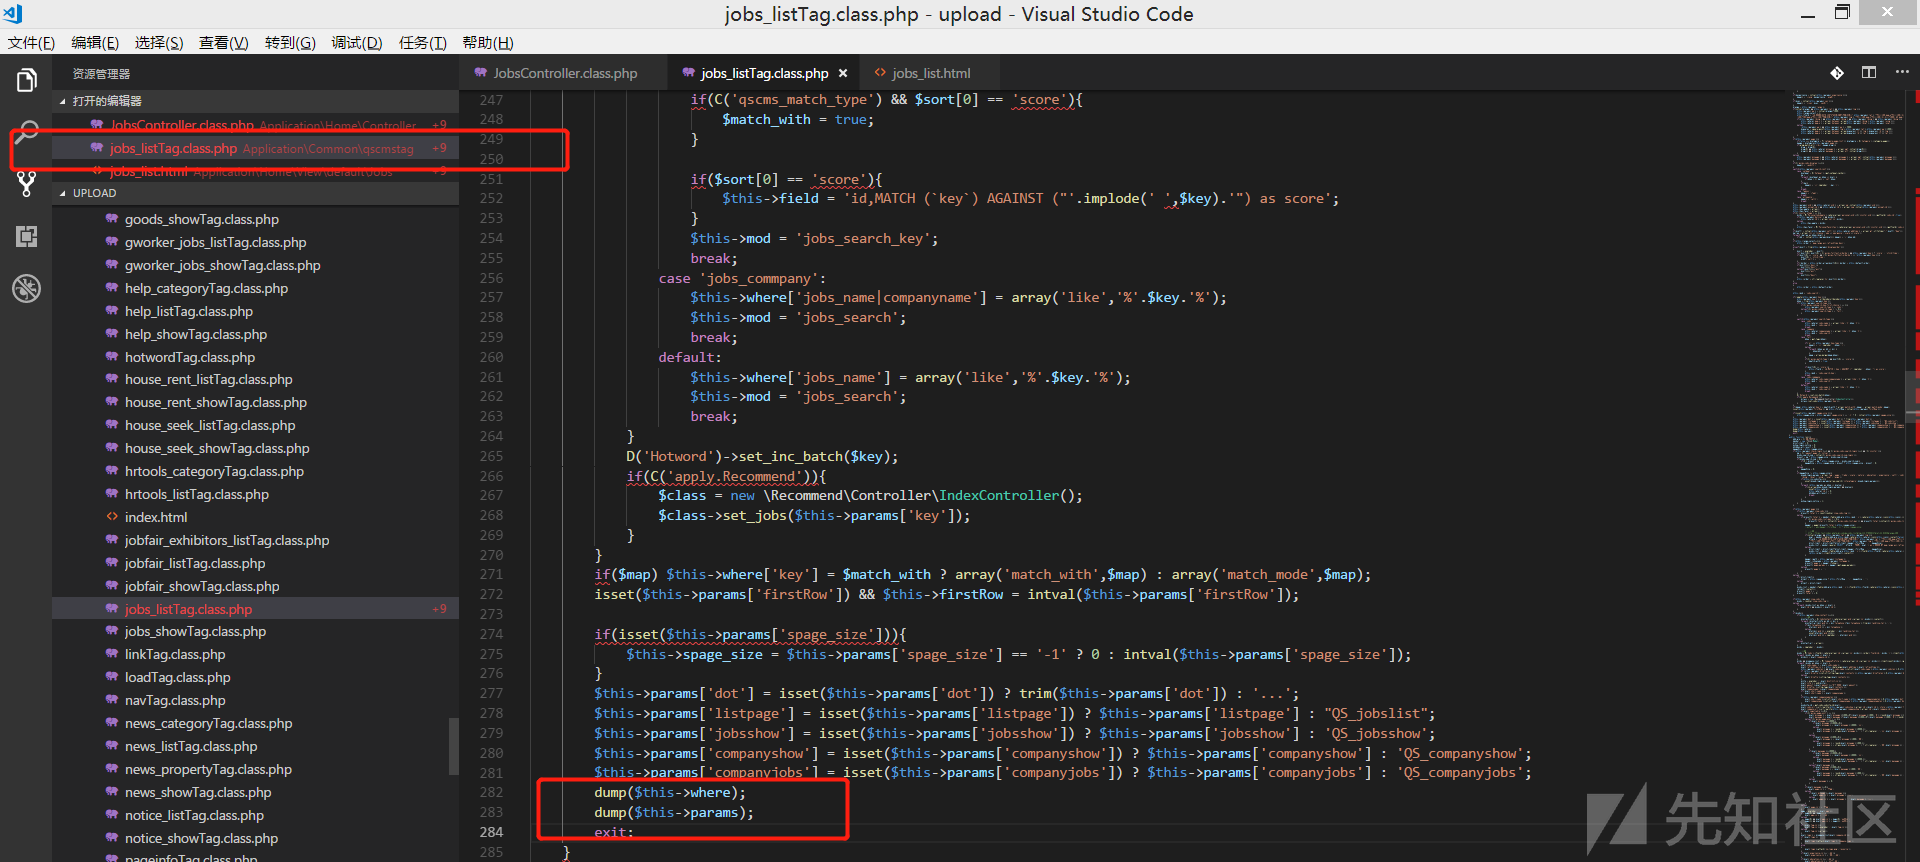 jobs_listTag.class.php - upload - Visual Studio Code
文件(F) 编辑(E) 选择(S) 查看(V) 转到(G) 调试(D) 任务(T) 帮助(H)
资源管理器
打开的编辑器
JobsController.class.php Application\Home\Controller +9
jobs_listTag.class.php Application\Common\qscmstag +9
jobs_list.html Application\Home\View\default\Jobs +9
UPLOAD
goods_showTag.class.php
gworker_jobs_listTag.class.php
gworker_jobs_showTag.class.php
help_categoryTag.class.php
help_listTag.class.php
help_showTag.class.php
hotwordTag.class.php
house_rent_listTag.class.php
house_rent_showTag.class.php
house_seek_listTag.class.php
house_seek_showTag.class.php
hrtools_categoryTag.class.php
hrtools_listTag.class.php
index.html
jobfair_exhibitors_listTag.class.php
jobfair_listTag.class.php
jobfair_showTag.class.php
jobs_listTag.class.php +9
jobs_showTag.class.php
linkTag.class.php
loadTag.class.php
navTag.class.php
news_categoryTag.class.php
news_listTag.class.php
news_propertyTag.class.php
news_showTag.class.php
notice_listTag.class.php
notice_showTag.class.php
pageinfoTag.class.php
JobsController.class.php jobs_listTag.class.php × jobs_list.html
247 if(C('qscms_match_type') && $sort[0] == 'score'){
248 $match_with = true;
249 }
250
251 if($sort[0] == 'score'){
252 $this->field = 'id,MATCH (`key`) AGAINST ("'.implode(' ',$key).'") as score';
253 }
254 $this->mod = 'jobs_search_key';
255 break;
256 case 'jobs_commpany':
257 $this->where['jobs_name|companyname'] = array('like','%'.$key.'%');
258 $this->mod = 'jobs_search';
259 break;
260 default:
261 $this->where['jobs_name'] = array('like','%'.$key.'%');
262 $this->mod = 'jobs_search';
263 break;
264 }
265 D('Hotword')->set_inc_batch($key);
266 if(C('apply.Recommend')){
267 $class = new \Recommend\Controller\IndexController();
268 $class->set_jobs($this->params['key']);
269 }
270 }
271 if($map) $this->where['key'] = $match_with ? array('match_with',$map) : array('match_mode',$map);
272 isset($this->params['firstRow']) && $this->firstRow = intval($this->params['firstRow']);
273
274 if(isset($this->params['spage_size'])){
275 $this->spage_size = $this->params['spage_size'] == '-1' ? 0 : intval($this->params['spage_size']);
276 }
277 $this->params['dot'] = isset($this->params['dot']) ? trim($this->params['dot']) : '...';
278 $this->params['listpage'] = isset($this->params['listpage']) ? $this->params['listpage'] : "QS_jobslist";
279 $this->params['jobsshow'] = isset($this->params['jobsshow']) ? $this->params['jobsshow'] : 'QS_jobsshow';
280 $this->params['companyshow'] = isset($this->params['companyshow']) ? $this->params['companyshow'] : 'QS_companyshow';
281 $this->params['companyjobs'] = isset($this->params['companyjobs']) ? $this->params['companyjobs'] : 'QS_companyjobs';
282 dump($this->where);
283 dump($this->params);
284 exit;
285 }
先知社区